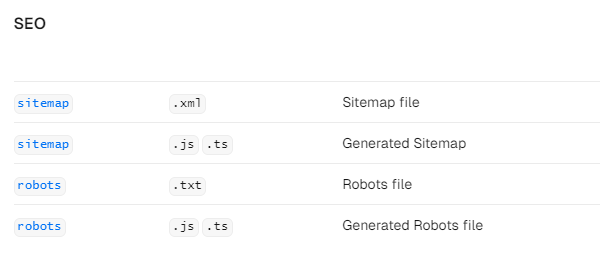 SEO
sitemap .xml Sitemap file
sitemap .js .ts Generated Sitemap
robots .txt Robots file
robots .js .ts Generated Robots file